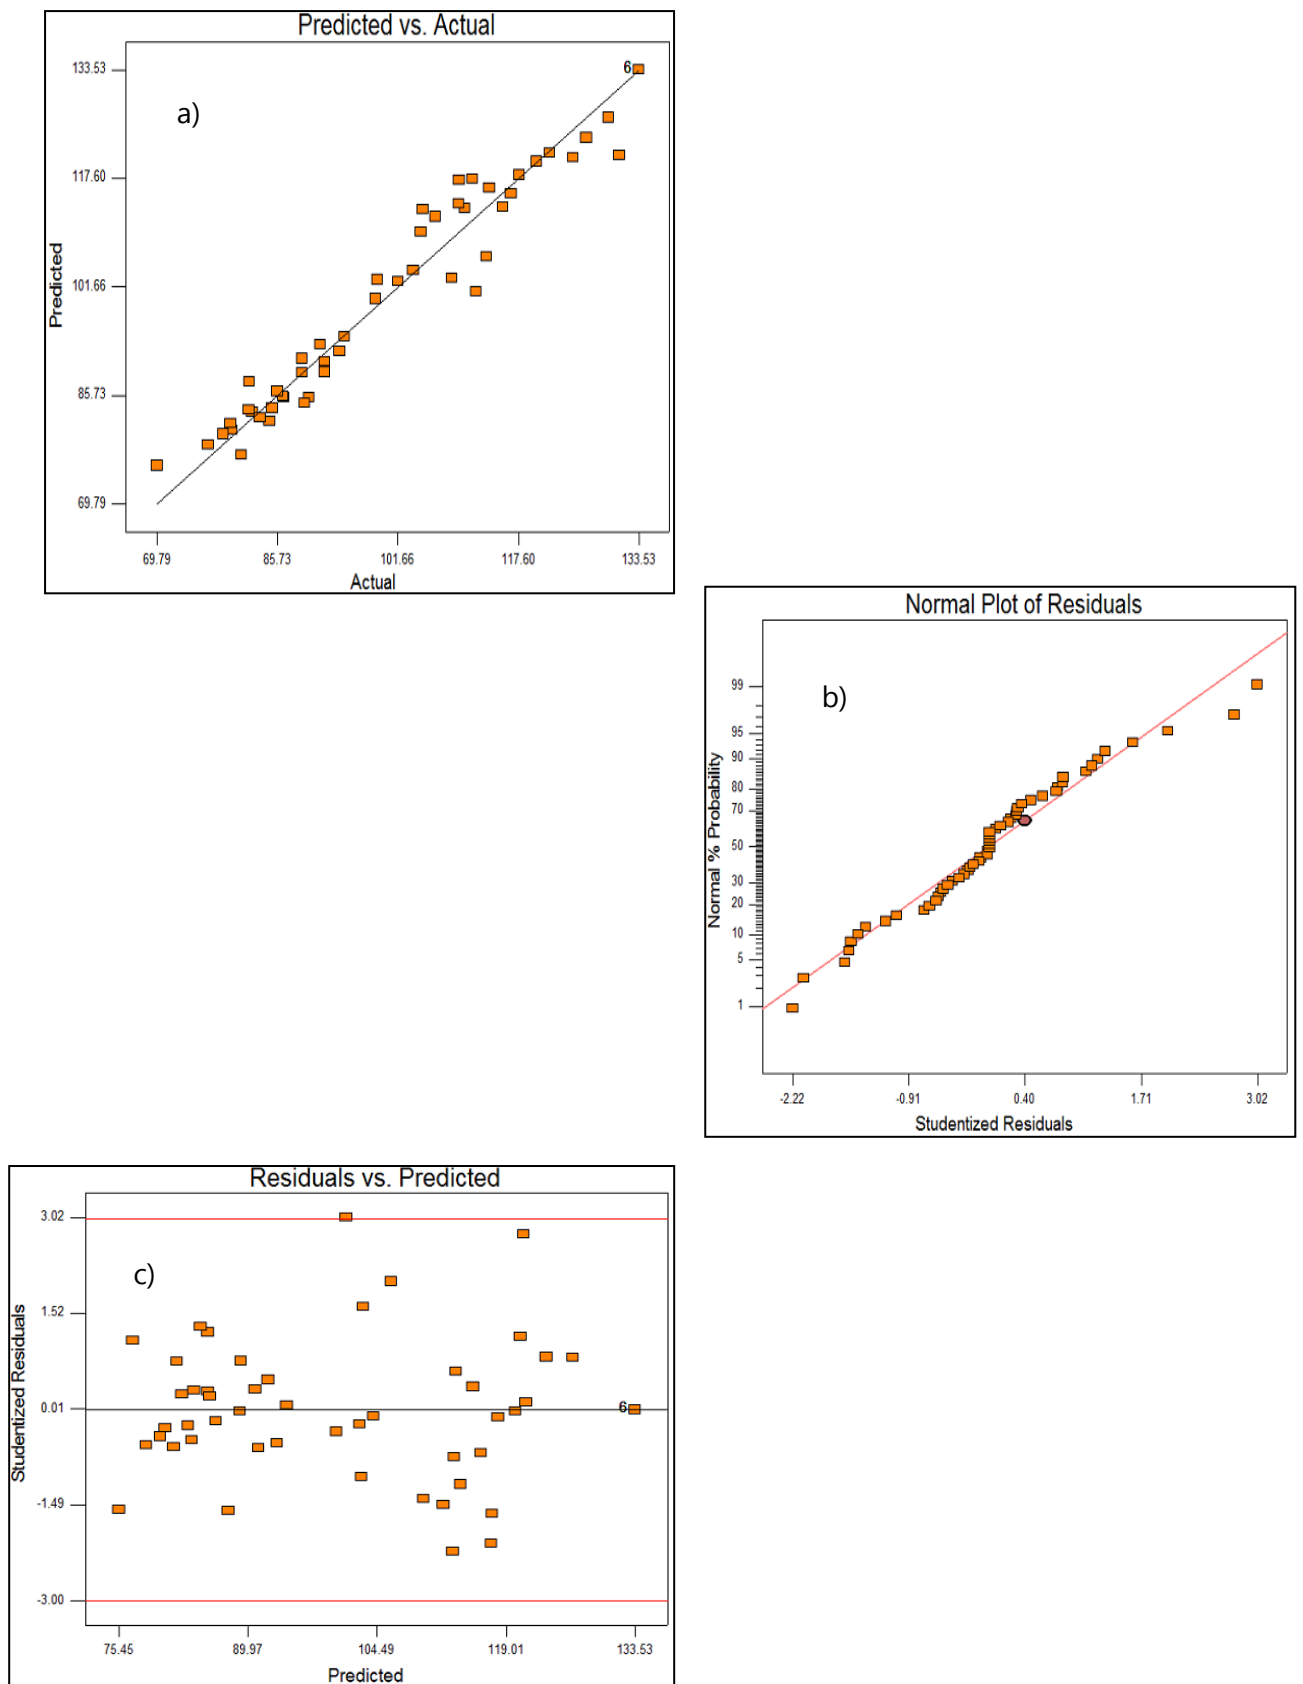 Predicted vs. Actual
133.53
117.60
101.66
85.73
69.79
Predicted
a)
6
69.79 85.73 101.66 117.60 133.53
Actual
Normal Plot of Residuals
99
95
90
80
70
50
30
20
10
5
1
Normal % Probability
b)
-2.22 -0.91 0.40 1.71 3.02
Studentized Residuals
Residuals vs. Predicted
3.02
1.52
0.01
-1.49
-3.00
Studentized Residuals
c)
6
75.45 89.97 104.49 119.01 133.53
Predicted